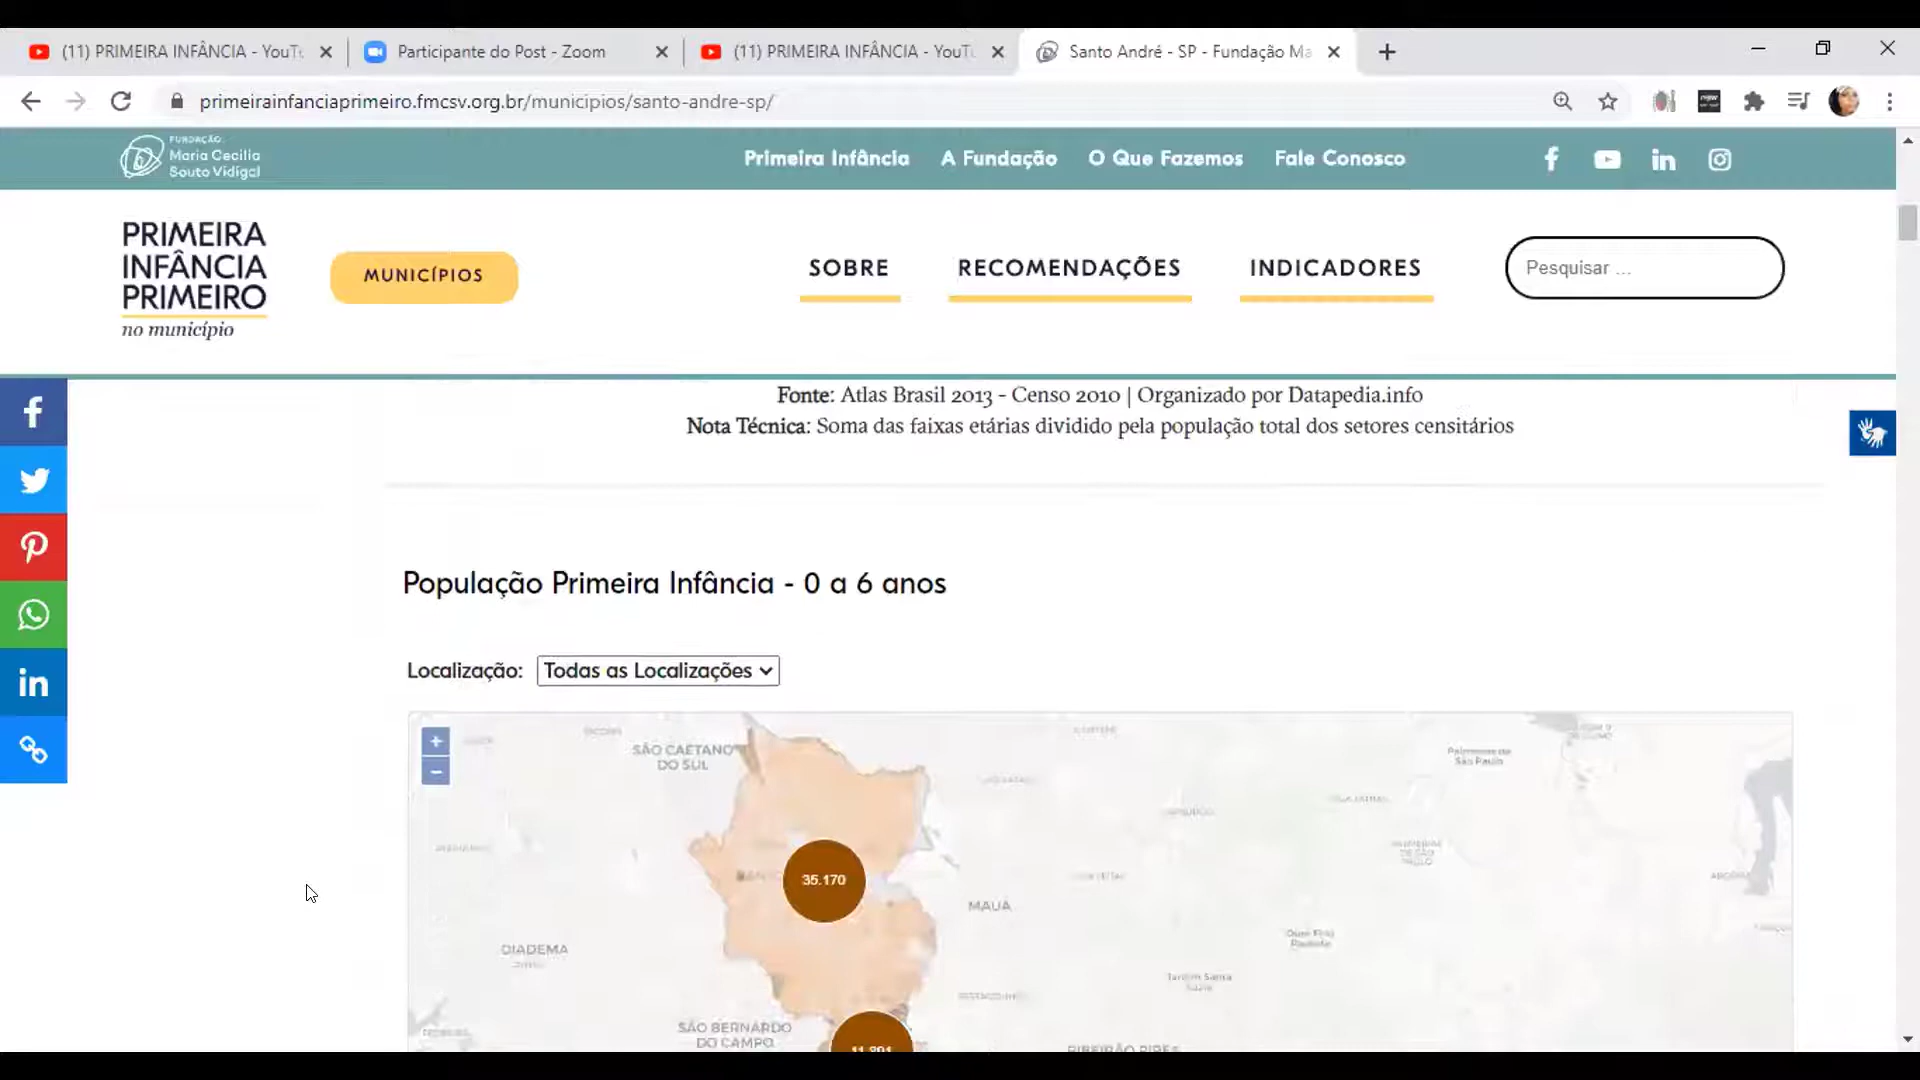 (11) PRIMEIRA INFÂNCIA - YouTu
Participante do Post - Zoom
(11) PRIMEIRA INFÂNCIA - YouTu
Santo André - SP - Fundação Ma
primeirainfanciaprimeiro.fmcsv.org.br/municipios/santo-andre-sp/
FUNDAÇÃO
Maria Cecilia
Souto Vidigal
Primeira Infância
A Fundação
O Que Fazemos
Fale Conosco
PRIMEIRA
INFÂNCIA
PRIMEIRO
no município
MUNICÍPIOS
SOBRE
RECOMENDAÇÕES
INDICADORES
Pesquisar ...
Fonte: Atlas Brasil 2013 - Censo 2010 | Organizado por Datapedia.info
Nota Técnica: Soma das faixas etárias dividido pela população total dos setores censitários
População Primeira Infância - 0 a 6 anos
Localização: Todas as Localizações
+
−
SÃO CAETANO
DO SUL
35.170
MAUÁ
DIADEMA
SÃO BERNARDO
DO CAMPO
RIBEIRÃO PIRES